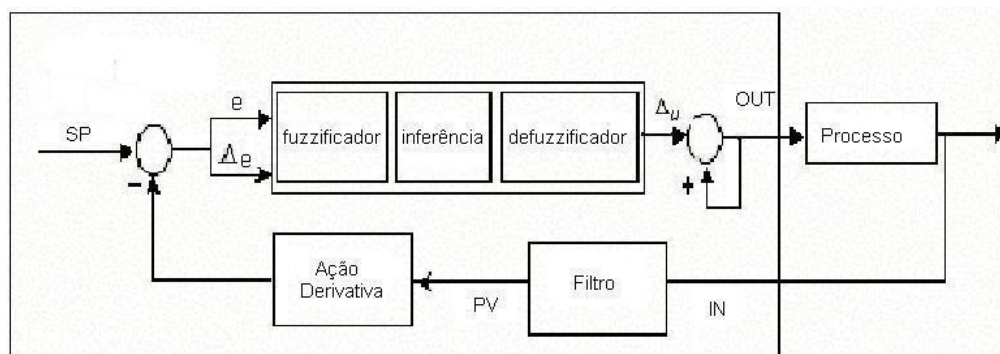 SP
e
Δe
fuzzificador
inferência
defuzzificador
Δu
OUT
Processo
-
+
Ação
Derivativa
PV
Filtro
IN